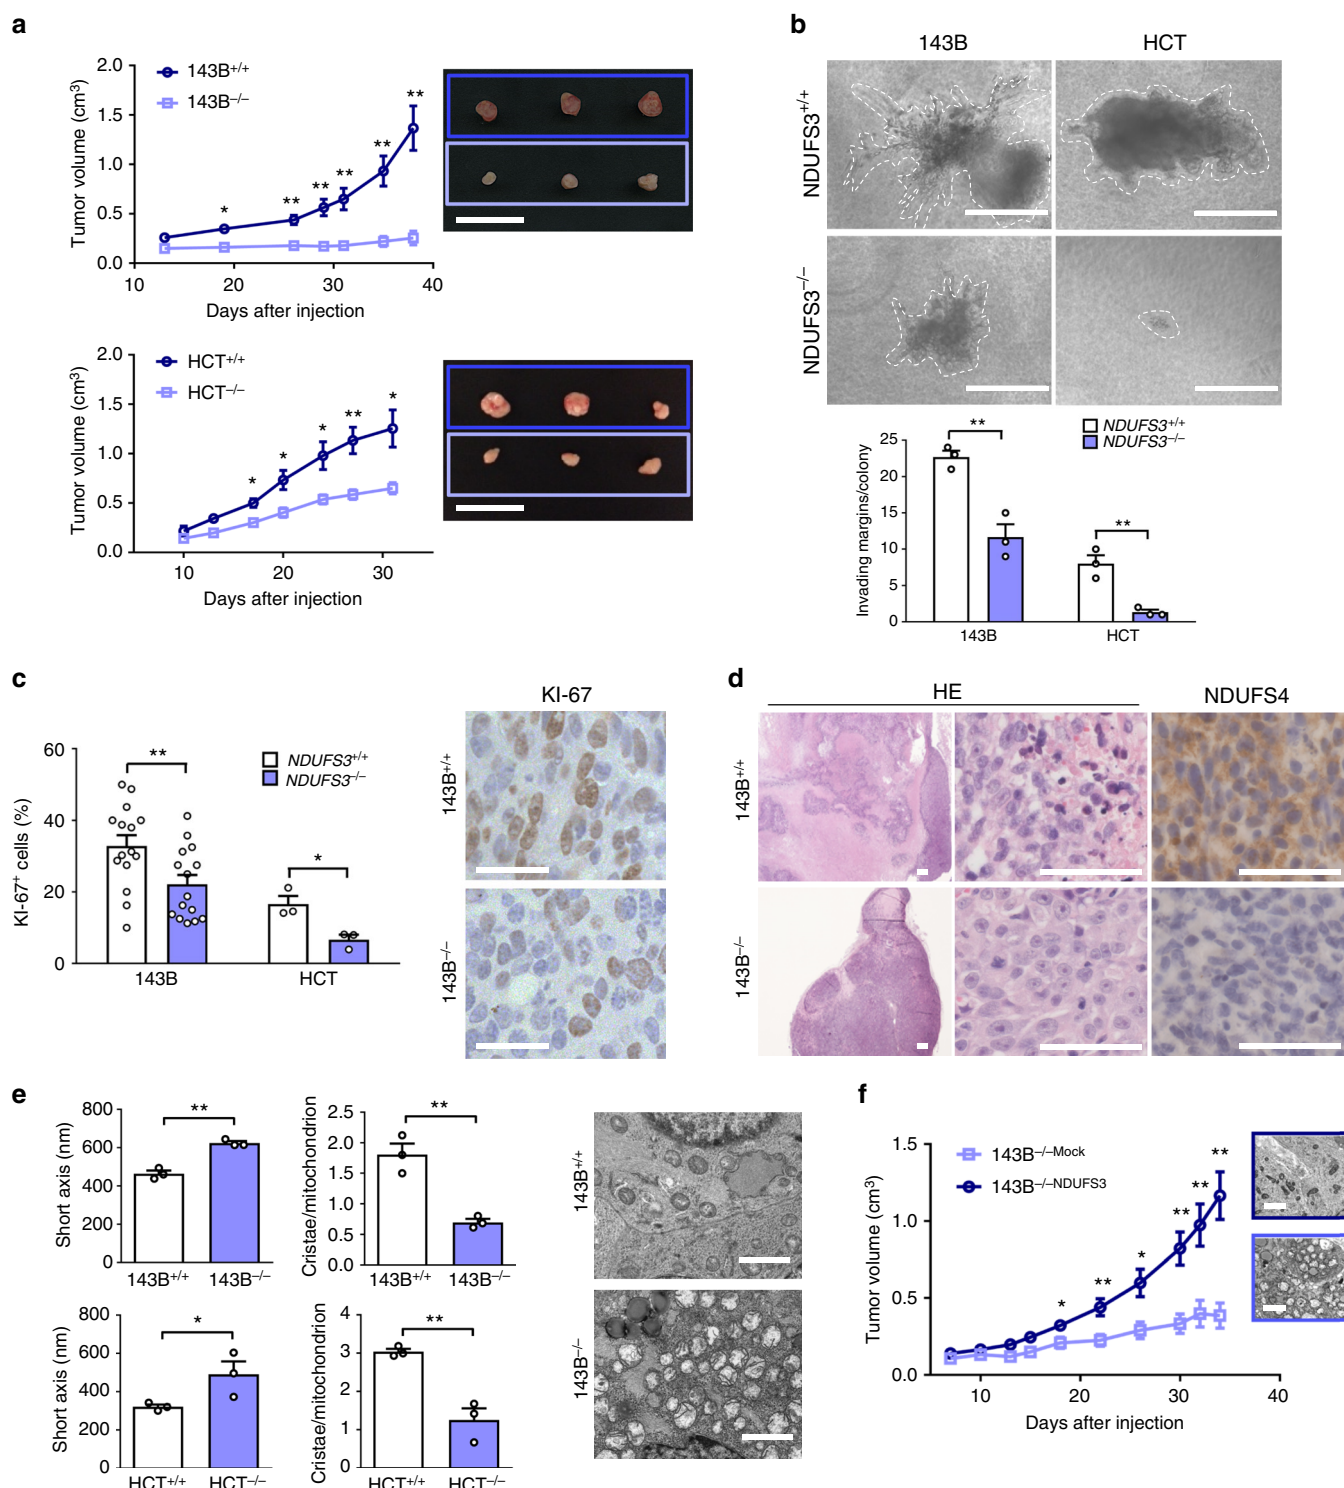 a
2.0
1.5
1.0
0.5
0.0
Tumor volume (cm³)
143B+/+
143B–/–
*
**
**
**
**
**
10
20
30
40
Days after injection
2.0
1.5
1.0
0.5
0.0
Tumor volume (cm³)
HCT+/+
HCT–/–
*
*
*
**
*
10
20
30
Days after injection
b
143B
HCT
NDUFS3+/+
NDUFS3–/–
NDUFS3+/+
NDUFS3–/–
Invading margins/colony
25
20
15
10
5
0
**
**
143B
HCT
c
KI-67+ cells (%)
60
40
20
0
**
*
NDUFS3+/+
NDUFS3–/–
143B
HCT
KI-67
143B+/+
143B–/–
d
HE
NDUFS4
143B+/+
143B–/–
e
Short axis (nm)
800
600
400
200
0
**
143B+/+
143B–/–
Cristae/mitochondrion
2.5
2.0
1.5
1.0
0.5
0.0
**
143B+/+
143B–/–
143B+/+
143B–/–
Short axis (nm)
800
600
400
200
0
*
HCT+/+
HCT–/–
Cristae/mitochondrion
4
3
2
1
0
**
HCT+/+
HCT–/–
f
Tumor volume (cm³)
1.5
1.0
0.5
0.0
143B–/–Mock
143B–/–NDUFS3
*
**
*
**
**
**
10
20
30
40
Days after injection